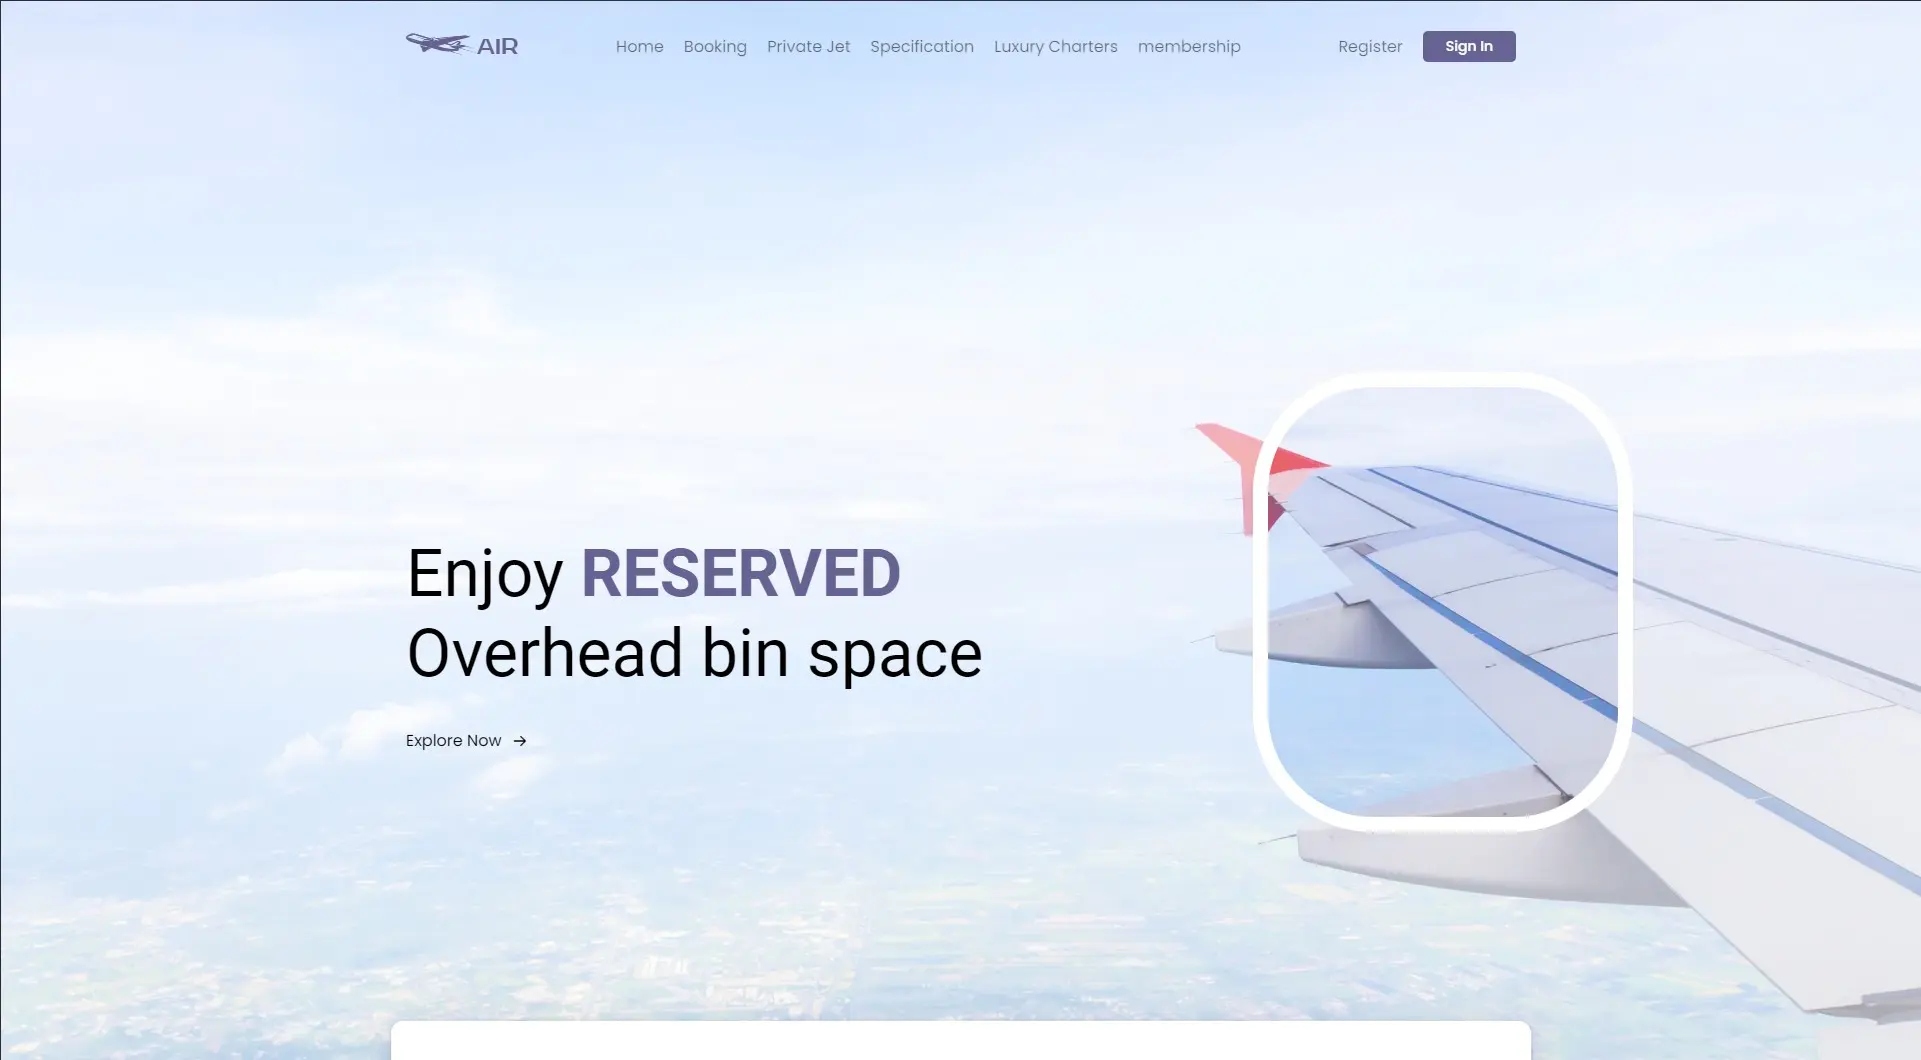 AIR
Home Booking Private Jet Specification Luxury Charters membership Register Sign In
Enjoy RESERVED
Overhead bin space
Explore Now →